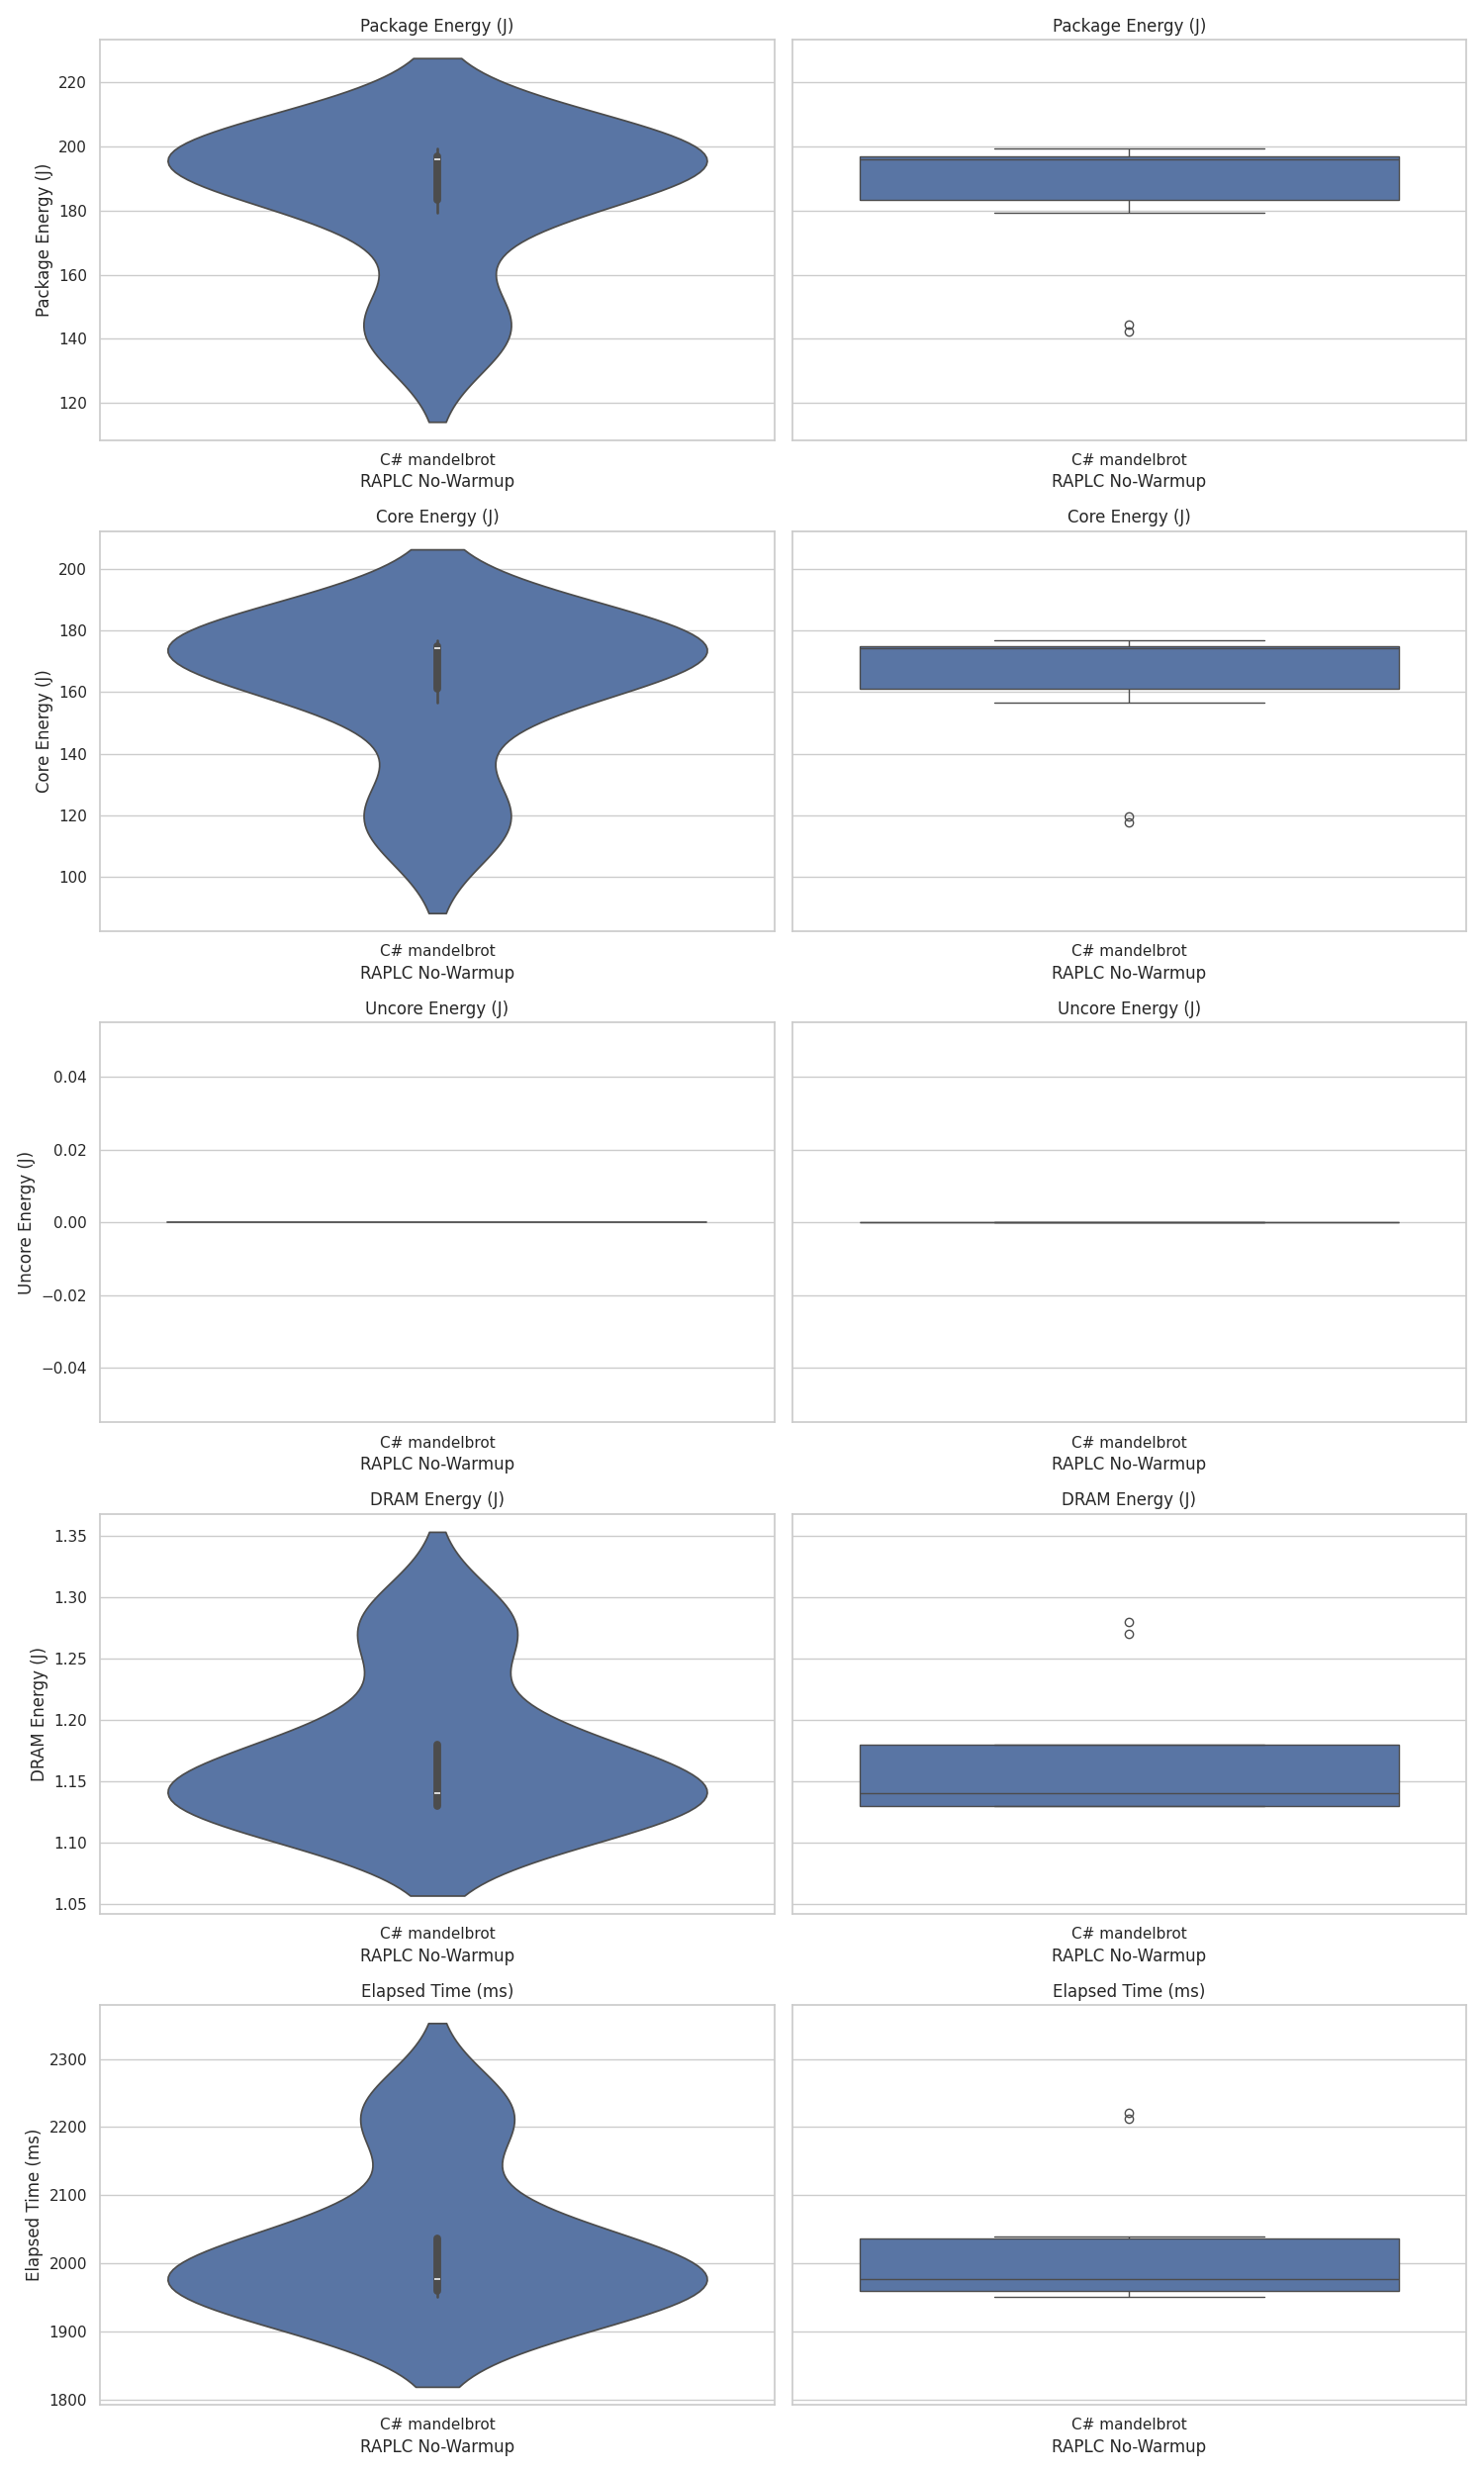 Package Energy (J)
Package Energy (J)
Package Energy (J)
220
200
180
160
140
120
C# mandelbrot
RAPLC No-Warmup
C# mandelbrot
RAPLC No-Warmup
Core Energy (J)
Core Energy (J)
Core Energy (J)
200
180
160
140
120
100
C# mandelbrot
RAPLC No-Warmup
C# mandelbrot
RAPLC No-Warmup
Uncore Energy (J)
Uncore Energy (J)
Uncore Energy (J)
0.04
0.02
0.00
−0.02
−0.04
C# mandelbrot
RAPLC No-Warmup
C# mandelbrot
RAPLC No-Warmup
DRAM Energy (J)
DRAM Energy (J)
DRAM Energy (J)
1.35
1.30
1.25
1.20
1.15
1.10
1.05
C# mandelbrot
RAPLC No-Warmup
C# mandelbrot
RAPLC No-Warmup
Elapsed Time (ms)
Elapsed Time (ms)
Elapsed Time (ms)
2300
2200
2100
2000
1900
1800
C# mandelbrot
RAPLC No-Warmup
C# mandelbrot
RAPLC No-Warmup